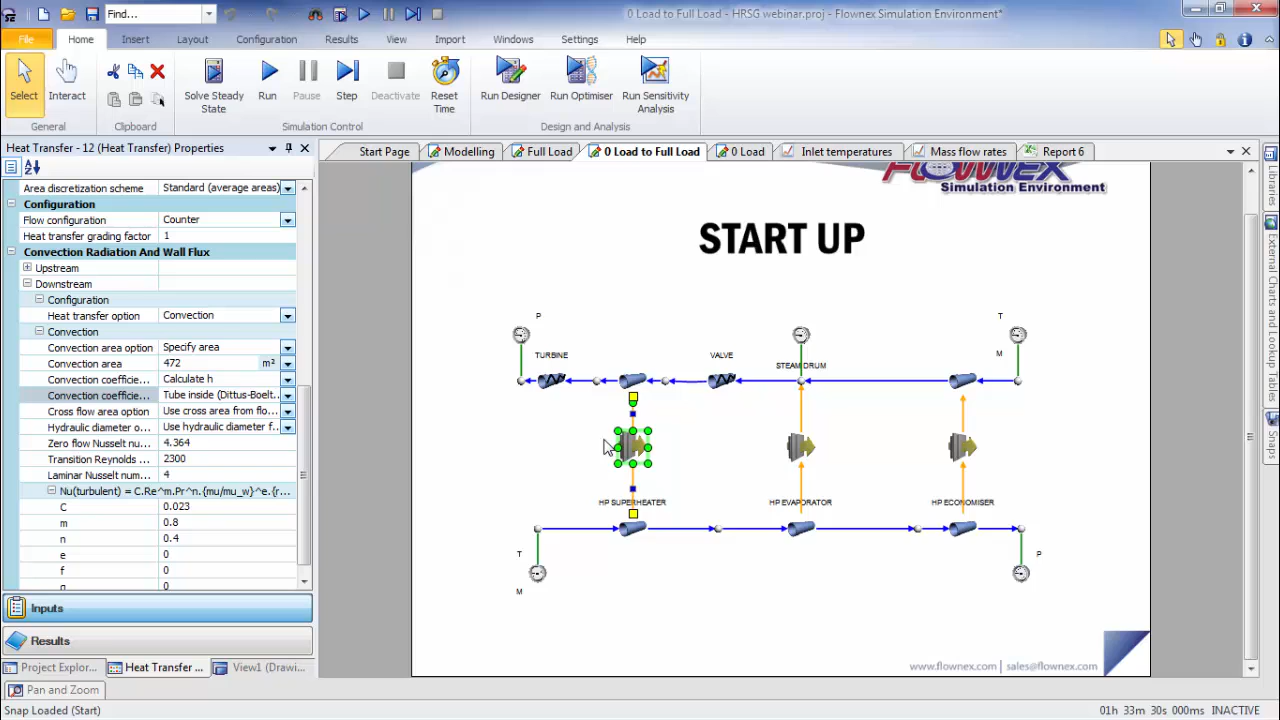 Find...
0 Load to Full Load - HRSG webinar.proj - Flownex Simulation Environment*
File Home Insert Layout Configuration Results View Import Windows Settings Help
Select Interact
Solve Steady State
Run Pause Step Deactivate
Reset Time
Run Designer Run Optimiser
Run Sensitivity Analysis
General Clipboard Simulation Control Design and Analysis
Heat Transfer - 12 (Heat Transfer) Properties
Start Page Modelling Full Load 0 Load to Full Load 0 Load Inlet temperatures Mass flow rates Report 6
Area discretization scheme Standard (average areas)
Configuration
Flow configuration Counter
Heat transfer grading factor 1
Convection Radiation And Wall Flux
Upstream
Downstream
Configuration
Heat transfer option Convection
Convection
Convection area option Specify area
Convection area 472 m²
Convection coefficie... Calculate h
Convection coefficie... Tube inside (Dittus-Boelt...
Cross flow area option Use cross area from flo...
Hydraulic diameter o... Use hydraulic diameter f...
Zero flow Nusselt nu... 4.364
Transition Reynolds ... 2300
Laminar Nusselt num... 4
Nu(turbulent) = C.Re^m.Pr^n.{mu/mu_w}^e.{r...
C 0.023
m 0.8
n 0.4
e 0
f 0
g 0
Inputs
Results
Project Explor... Heat Transfer ... View1 (Drawi...
Pan and Zoom
Snap Loaded (Start)
FLOWNEX
Simulation Environment
START UP
P
T
TURBINE
VALVE
M
STEAM DRUM
HP SUPERHEATER
HP EVAPORATOR
HP ECONOMISER
T
P
M
www.flownex.com | sales@flownex.com
Libraries
External Charts and Lookup Tables
Snaps
01h 33m 30s 000ms INACTIVE